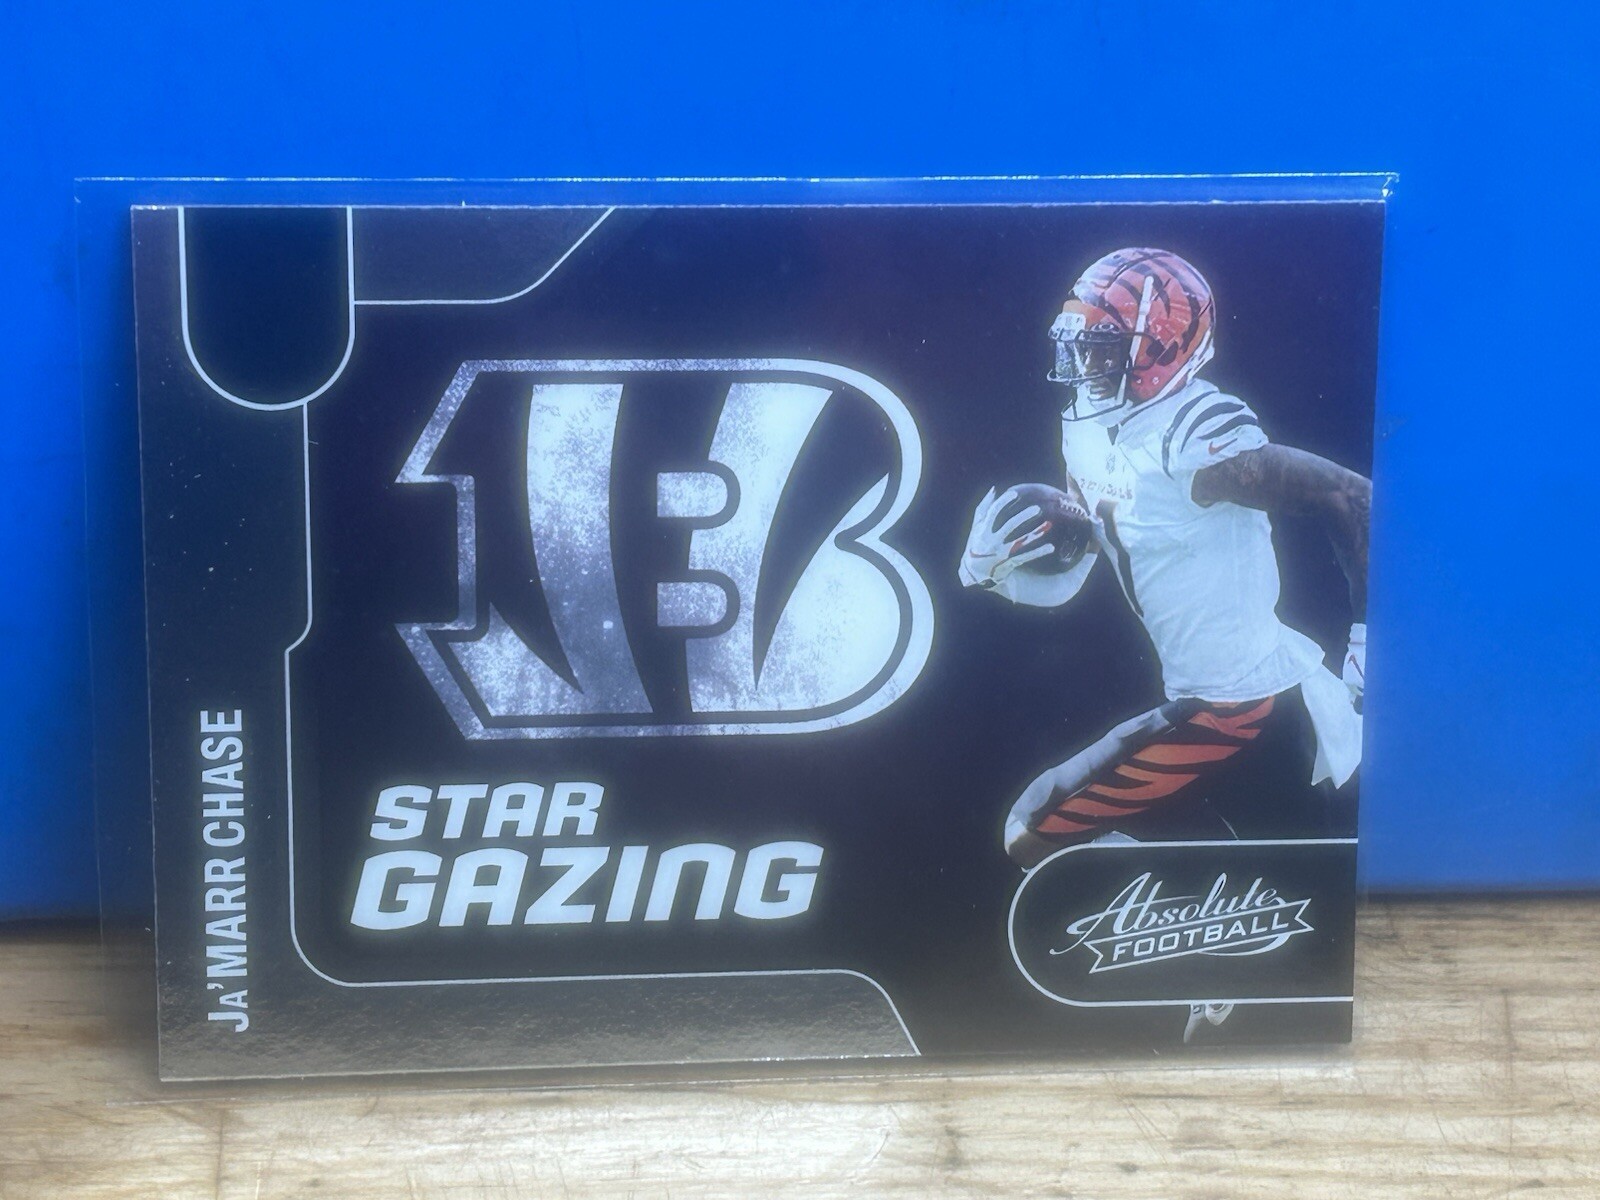 Ja'Marr Chase
STAR
GAZING
Absolute
FOOTBALL